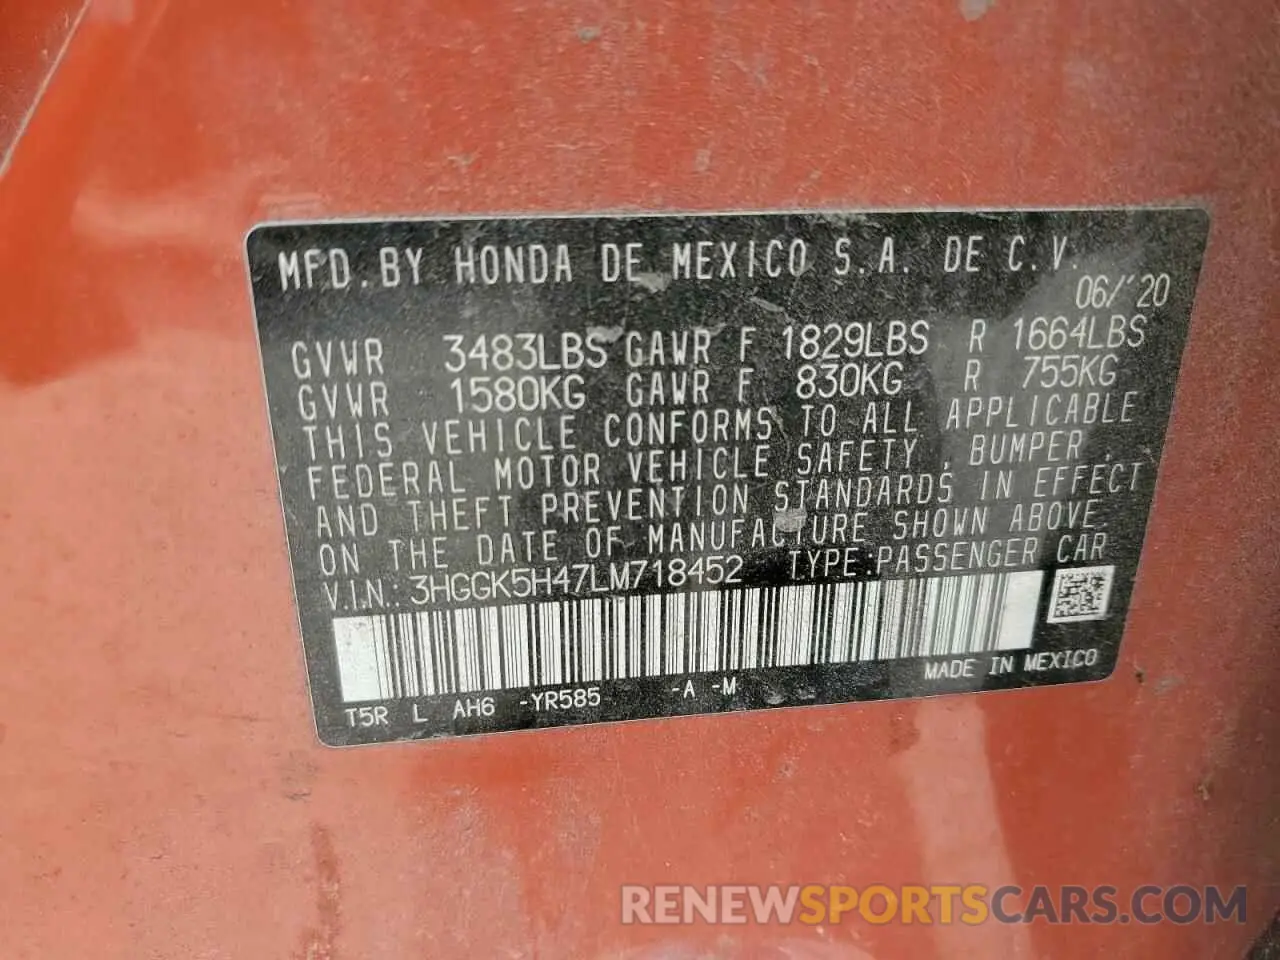 MFD.BY HONDA DE MEXICO S.A. DE C.V.
06/'20
GVWR 3483LBS GAWR F 1829LBS R 1664LBS
GVWR 1580KG GAWR F 830KG R 755KG
THIS VEHICLE CONFORMS TO ALL APPLICABLE
FEDERAL MOTOR VEHICLE SAFETY, BUMPER,
AND THEFT PREVENTION STANDARDS IN EFFECT
ON THE DATE OF MANUFACTURE SHOWN ABOVE.
V.I.N.: 3HGGK5H47LM718452 TYPE:PASSENGER CAR
T5R L AH6 -YR585 -A -M MADE IN MEXICO
RENEWSPORTSCARS.COM